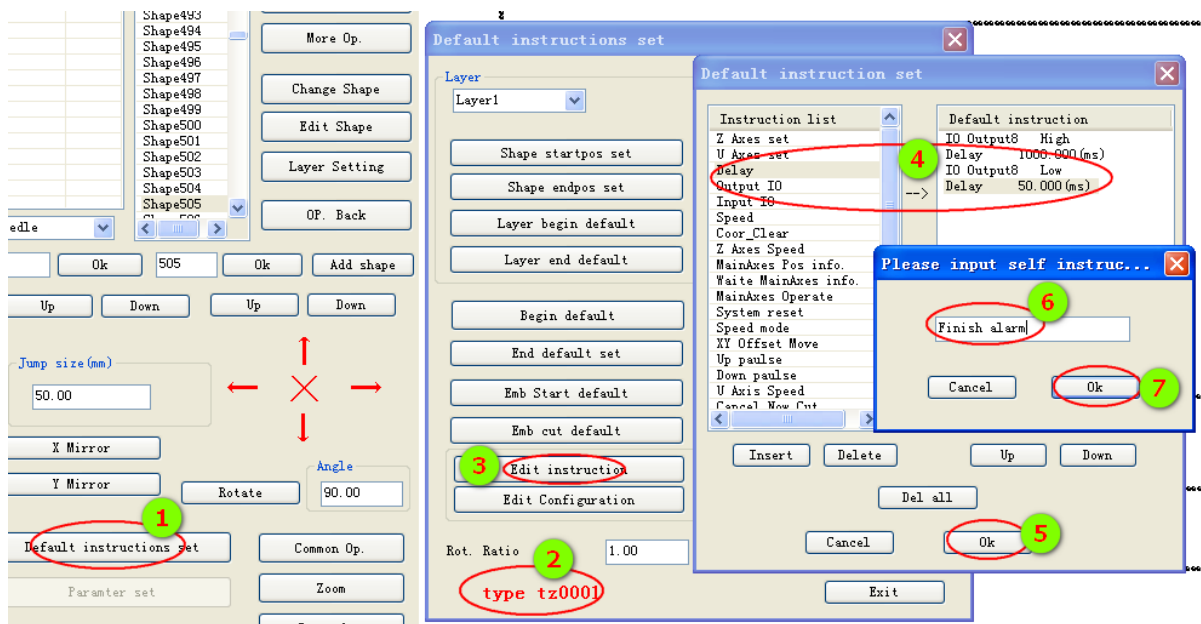 Shape493
Shape494
Shape495
Shape496
Shape497
Shape498
Shape499
Shape500
Shape501
Shape502
Shape503
Shape504
Shape505
edle
Ok
505
Ok
Add shape
Up
Down
Up
Down
More Op.
Change Shape
Edit Shape
Layer Setting
OP. Back
Jump size(mm)
50.00
X Mirror
Y Mirror
Rotate
Angle
90.00
1
Default instructions set
Paramter set
Common Op.
Zoom
Default instructions set
Layer
Layer1
Shape startpos set
Shape endpos set
Layer begin default
Layer end default
Begin default
End default set
Emb Start default
Emb cut default
3
Edit instruction
Edit Configuration
Rot. Ratio
1.00
2
type tz0001
Exit
Default instruction set
Instruction list
Z Axes set
U Axes set
Delay
Output IO
Input IO
Speed
Coor_Clear
Z Axes Speed
MainAxes Pos info.
Waite MainAxes info.
MainAxes Operate
System reset
Speed mode
XY Offset Move
Up paulse
Down paulse
U Axis Speed
Cancel Now Cut
4
-->
Default instruction
IO Output8 High
Delay 1000.000(ms)
IO Output8 Low
Delay 50.000(ms)
Insert
Delete
Up
Down
Del all
Cancel
Ok
5
Please input self instruc...
6
Finish alarm
Cancel
Ok
7